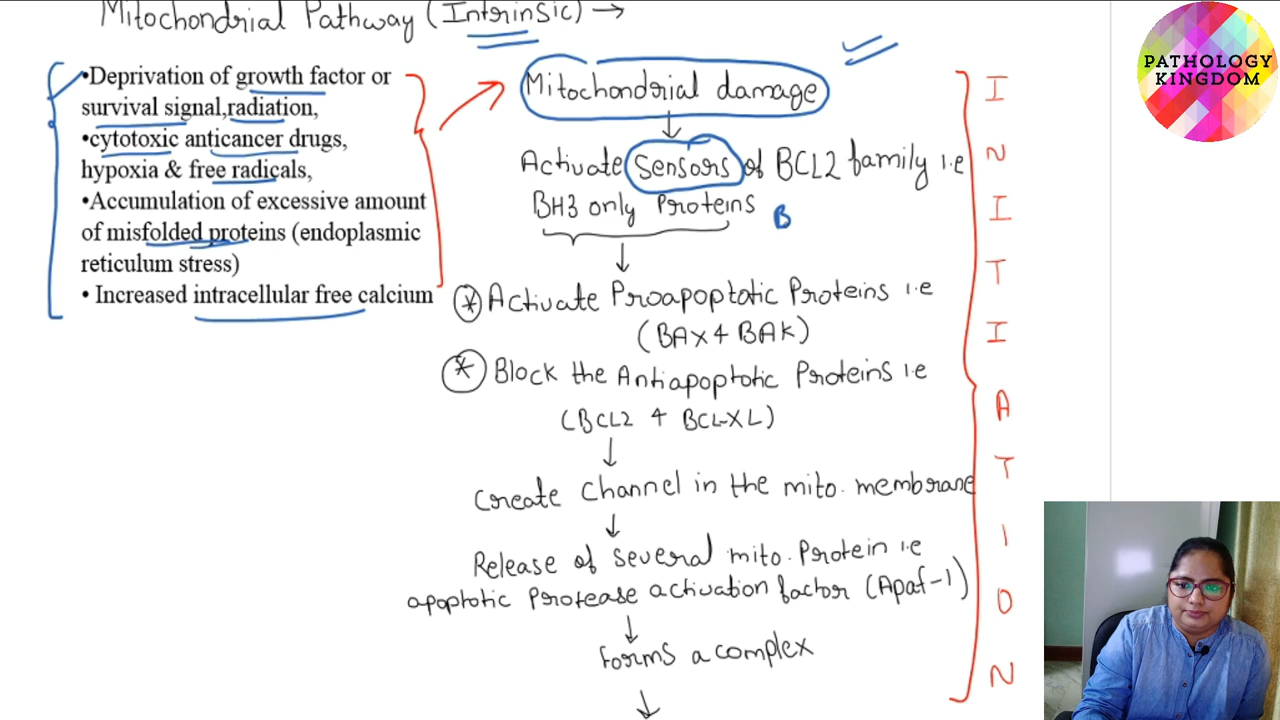 Mitochondrial Pathway (Intrinsic) →
PATHOLOGY
KINGDOM
•Deprivation of growth factor or
survival signal,radiation,
•cytotoxic anticancer drugs,
hypoxia & free radicals,
•Accumulation of excessive amount
of misfolded proteins (endoplasmic
reticulum stress)
• Increased intracellular free calcium
Mitochondrial damage
↓
Activate Sensors of BCL2 family i.e
BH3 only Proteins B
↓
* Activate Proapoptotic Proteins i.e
(BAX & BAK)
* Block the Antiapoptotic Proteins i.e
(BCL2 & BCL-XL)
↓
Create Channel in the mito. membrane
↓
Release of several mito. Protein i.e
apoptotic Protease activation factor (Apaf-1)
↓
forms a complex
↓
I
N
I
T
I
A
T
I
O
N